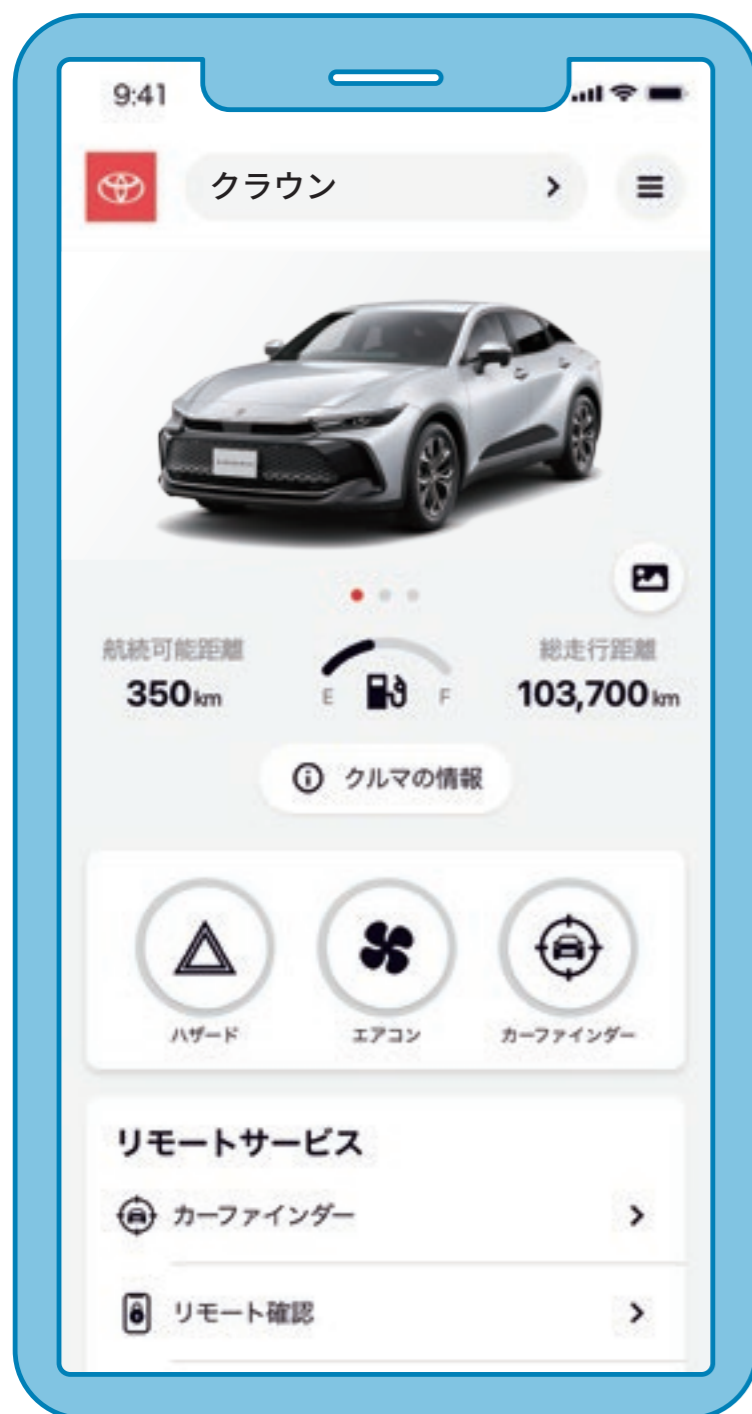 9:41
クラウン
航続可能距離
総走行距離
350km
E
F
103,700km
クルマの情報
ハザード
エアコン
カーファインダー
リモートサービス
カーファインダー
リモート確認